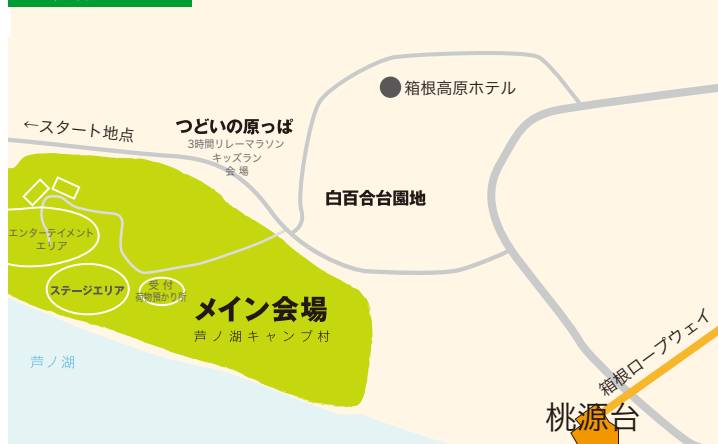 箱根高原ホテル
←スタート地点
つどいの原っぱ
3時間リレーマラソン
キッズラン
会 場
白百合台園地
エンターテイメント
エリア
ステージエリア
受 付
荷物預かり所
メイン会場
芦ノ湖キャンプ村
芦ノ湖
箱根ロープウェイ
桃源台